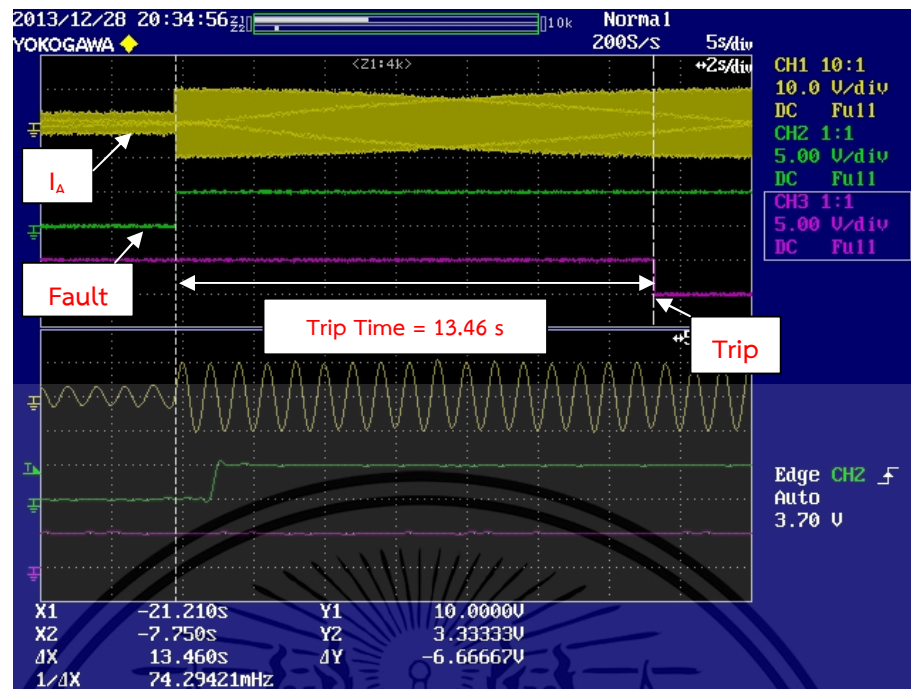 2013/12/28 20:34:56 Z1 Z2 10k Normal
YOKOGAWA 200S/s 5s/div
<Z1:4k> ↔2s/div
CH1 10:1
10.0 V/div
DC Full
CH2 1:1
5.00 V/div
DC Full
CH3 1:1
5.00 V/div
DC Full
I_A
Fault
Trip Time = 13.46 s
Trip
T
Edge CH2
Auto
3.70 V
X1 -21.210s Y1 10.0000V
X2 -7.750s Y2 3.33333V
ΔX 13.460s ΔY -6.66667V
1/ΔX 74.29421mHz